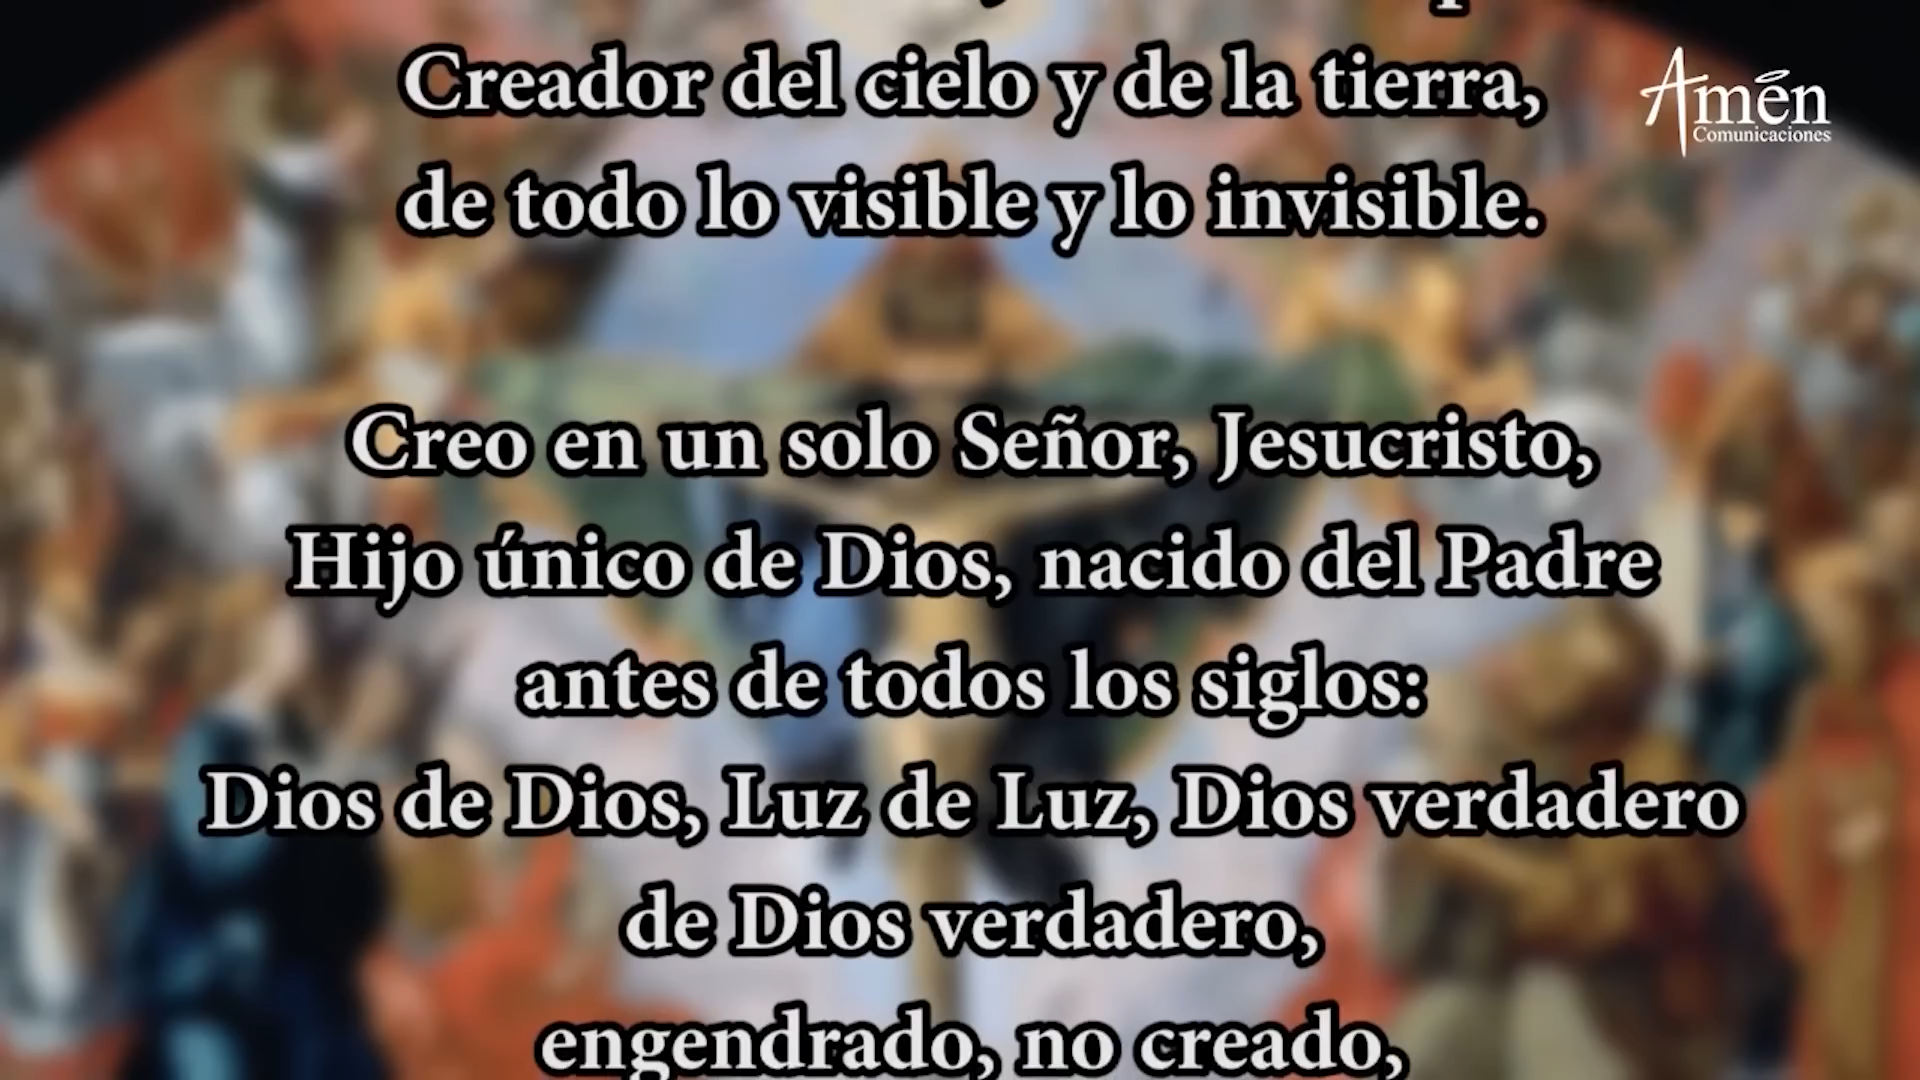 Creador del cielo y de la tierra,
de todo lo visible y lo invisible.
Creo en un solo Señor, Jesucristo,
Hijo único de Dios, nacido del Padre
antes de todos los siglos:
Dios de Dios, Luz de Luz, Dios verdadero
de Dios verdadero,
engendrado, no creado,
Amén
Comunicaciones